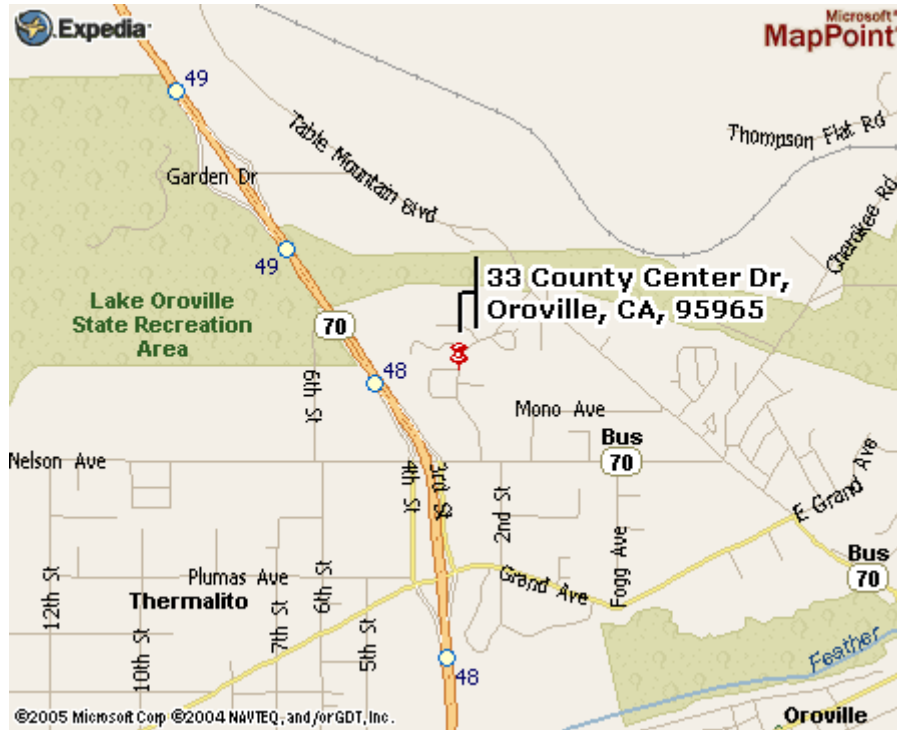 Expedia
Microsoft®
MapPoint®
49
Table Mountain Blvd
Thompson Flat Rd
Garden Dr
Cherokee Rd
49
33 County Center Dr,
Oroville, CA, 95965
Lake Oroville
State Recreation
Area
70
48
6th St
Mono Ave
Bus
70
Nelson Ave
4th St
3rd St
2nd St
Fogg Ave
E Grand Ave
Bus
70
Plumas Ave
Grand Ave
Thermalito
12th St
10th St
7th St
6th St
5th St
48
Feather
Oroville
©2005 Microsoft Corp ©2004 NAVTEQ, and/or GDT, Inc.